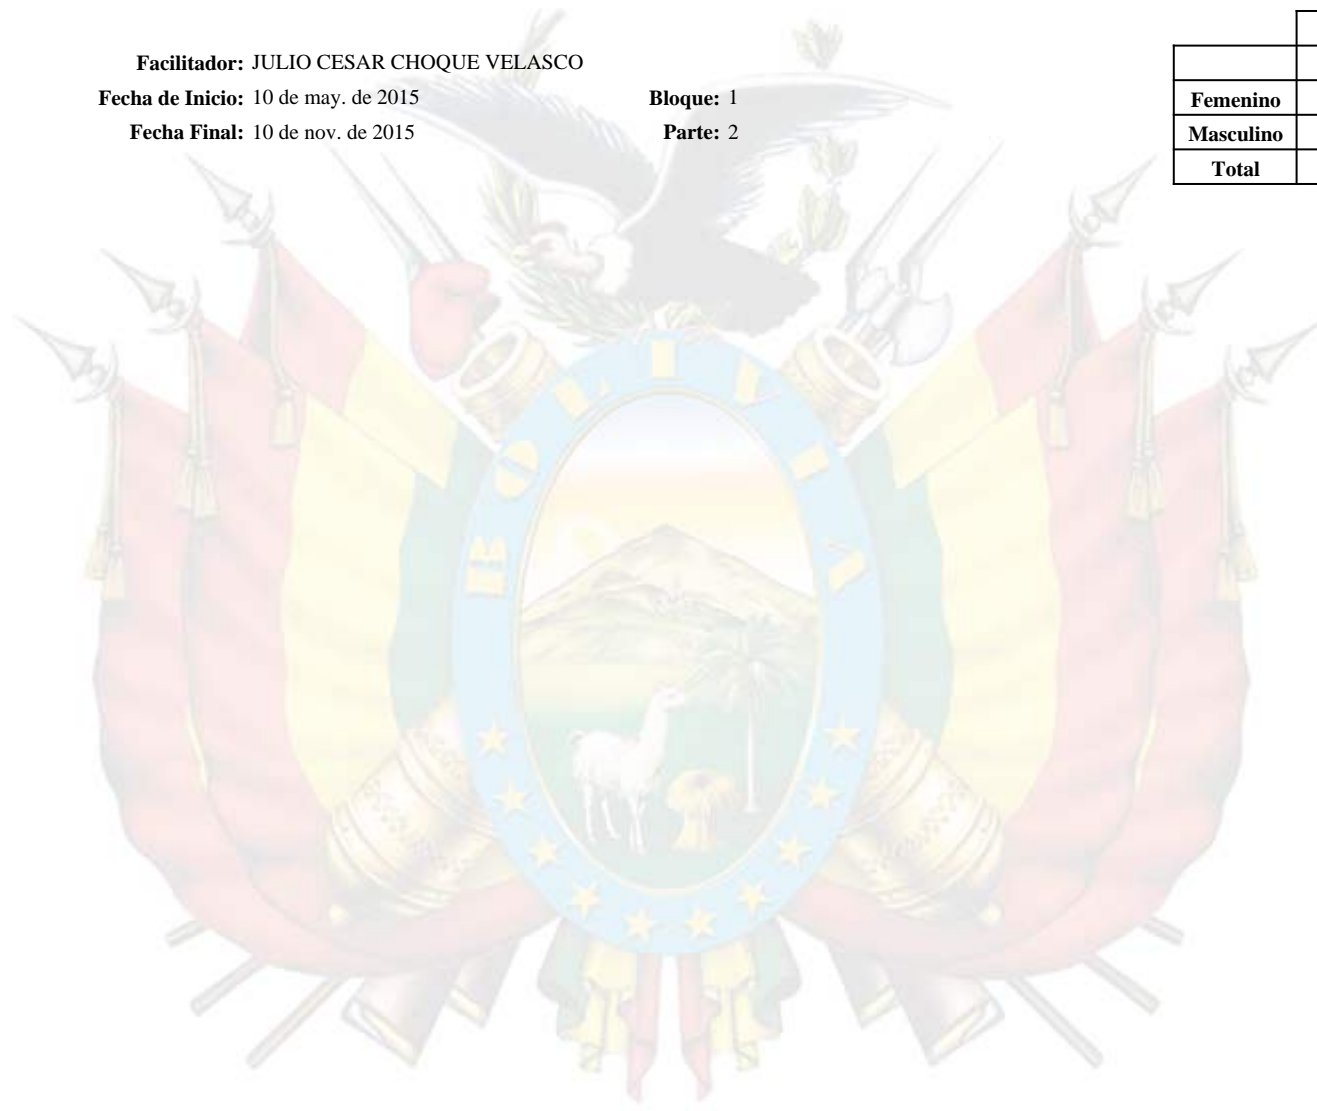 Facilitador: JULIO CESAR CHOQUE VELASCO
Fecha de Inicio: 10 de may. de 2015 Bloque: 1
Fecha Final: 10 de nov. de 2015 Parte: 2
Femenino
Masculino
Total
BOLIVIA